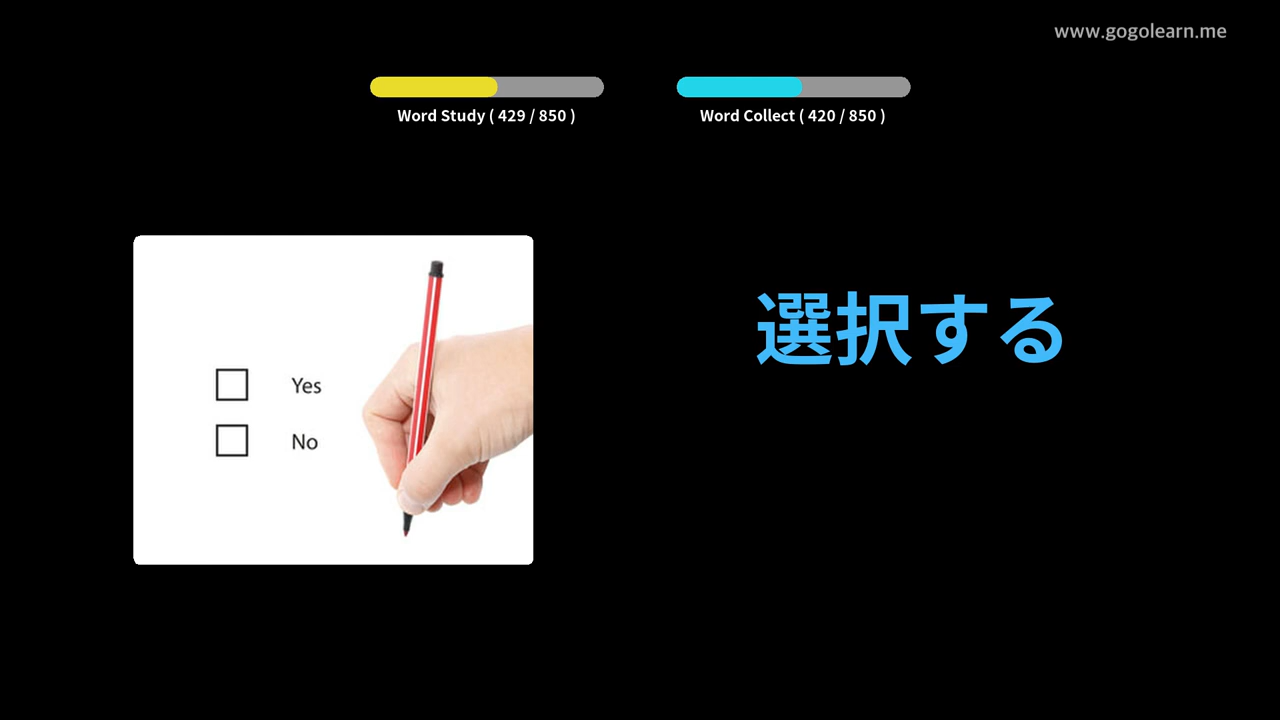 www.gogolearn.me
Word Study ( 429 / 850 )
Word Collect ( 420 / 850 )
選択する
Yes
No